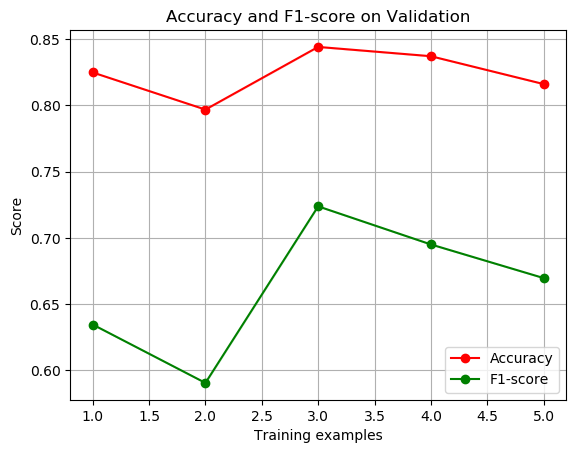 Accuracy and F1-score on Validation
Score
0.85
0.80
0.75
0.70
0.65
0.60
1.0 1.5 2.0 2.5 3.0 3.5 4.0 4.5 5.0
Training examples
Accuracy
F1-score